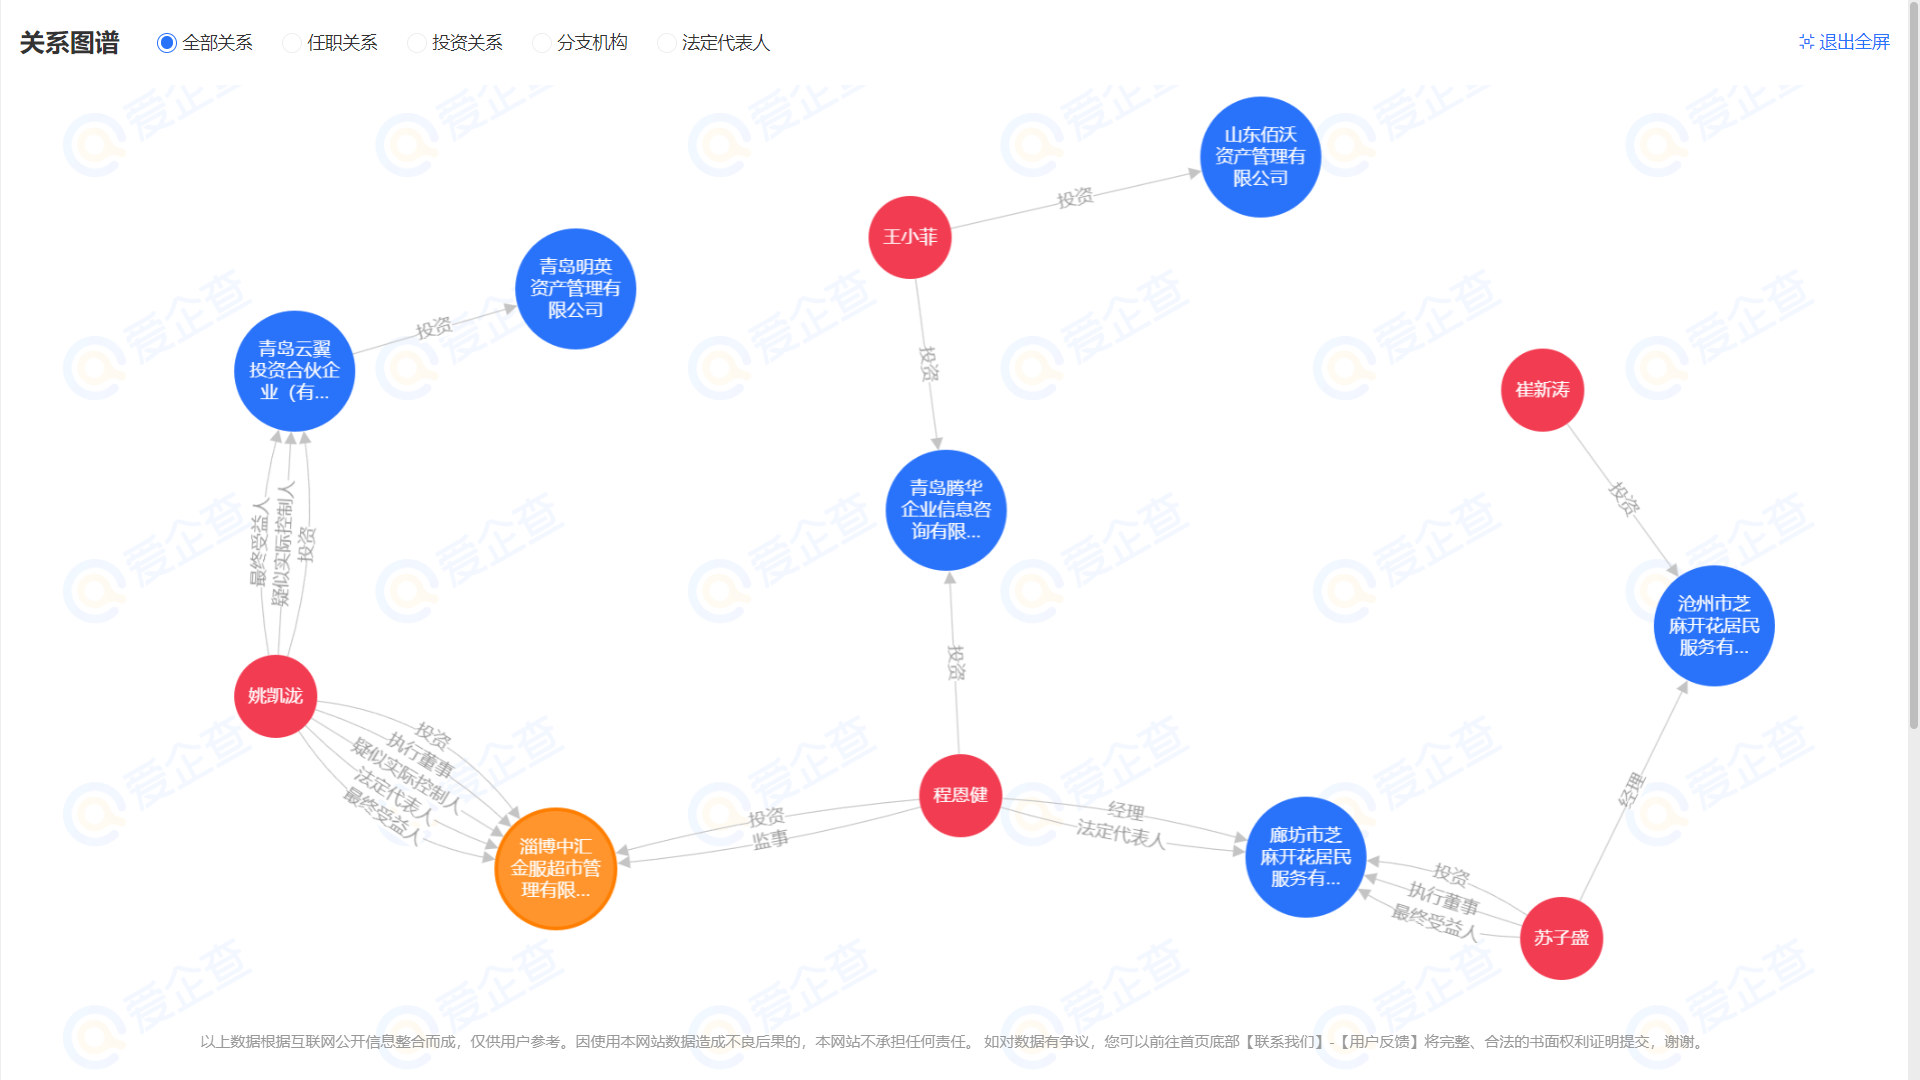 关系图谱
全部关系
任职关系
投资关系
分支机构
法定代表人
退出全屏
山东佰沃
资产管理有
限公司
投资
王小菲
青岛明英
资产管理有
限公司
投资
青岛云翼
投资合伙企
业（有...
投资
崔新涛
青岛腾华
企业信息咨
询有限...
投资
最终受益人
疑似实际控制人
投资
沧州市芝
麻开花居民
服务有...
投资
姚凯泷
投资
执行董事
疑似实际控制人
法定代表人
最终受益人
程恩健
投资
监事
经理
法定代表人
经理
淄博中汇
金服超市管
理有限...
廊坊市芝
麻开花居民
服务有...
投资
执行董事
最终受益人
苏子盛
以上数据根据互联网公开信息整合而成，仅供用户参考。因使用本网站数据造成不良后果的，本网站不承担任何责任。 如对数据有争议，您可以前往首页底部【联系我们】-【用户反馈】将完整、合法的书面权利证明提交，谢谢。
爱企查